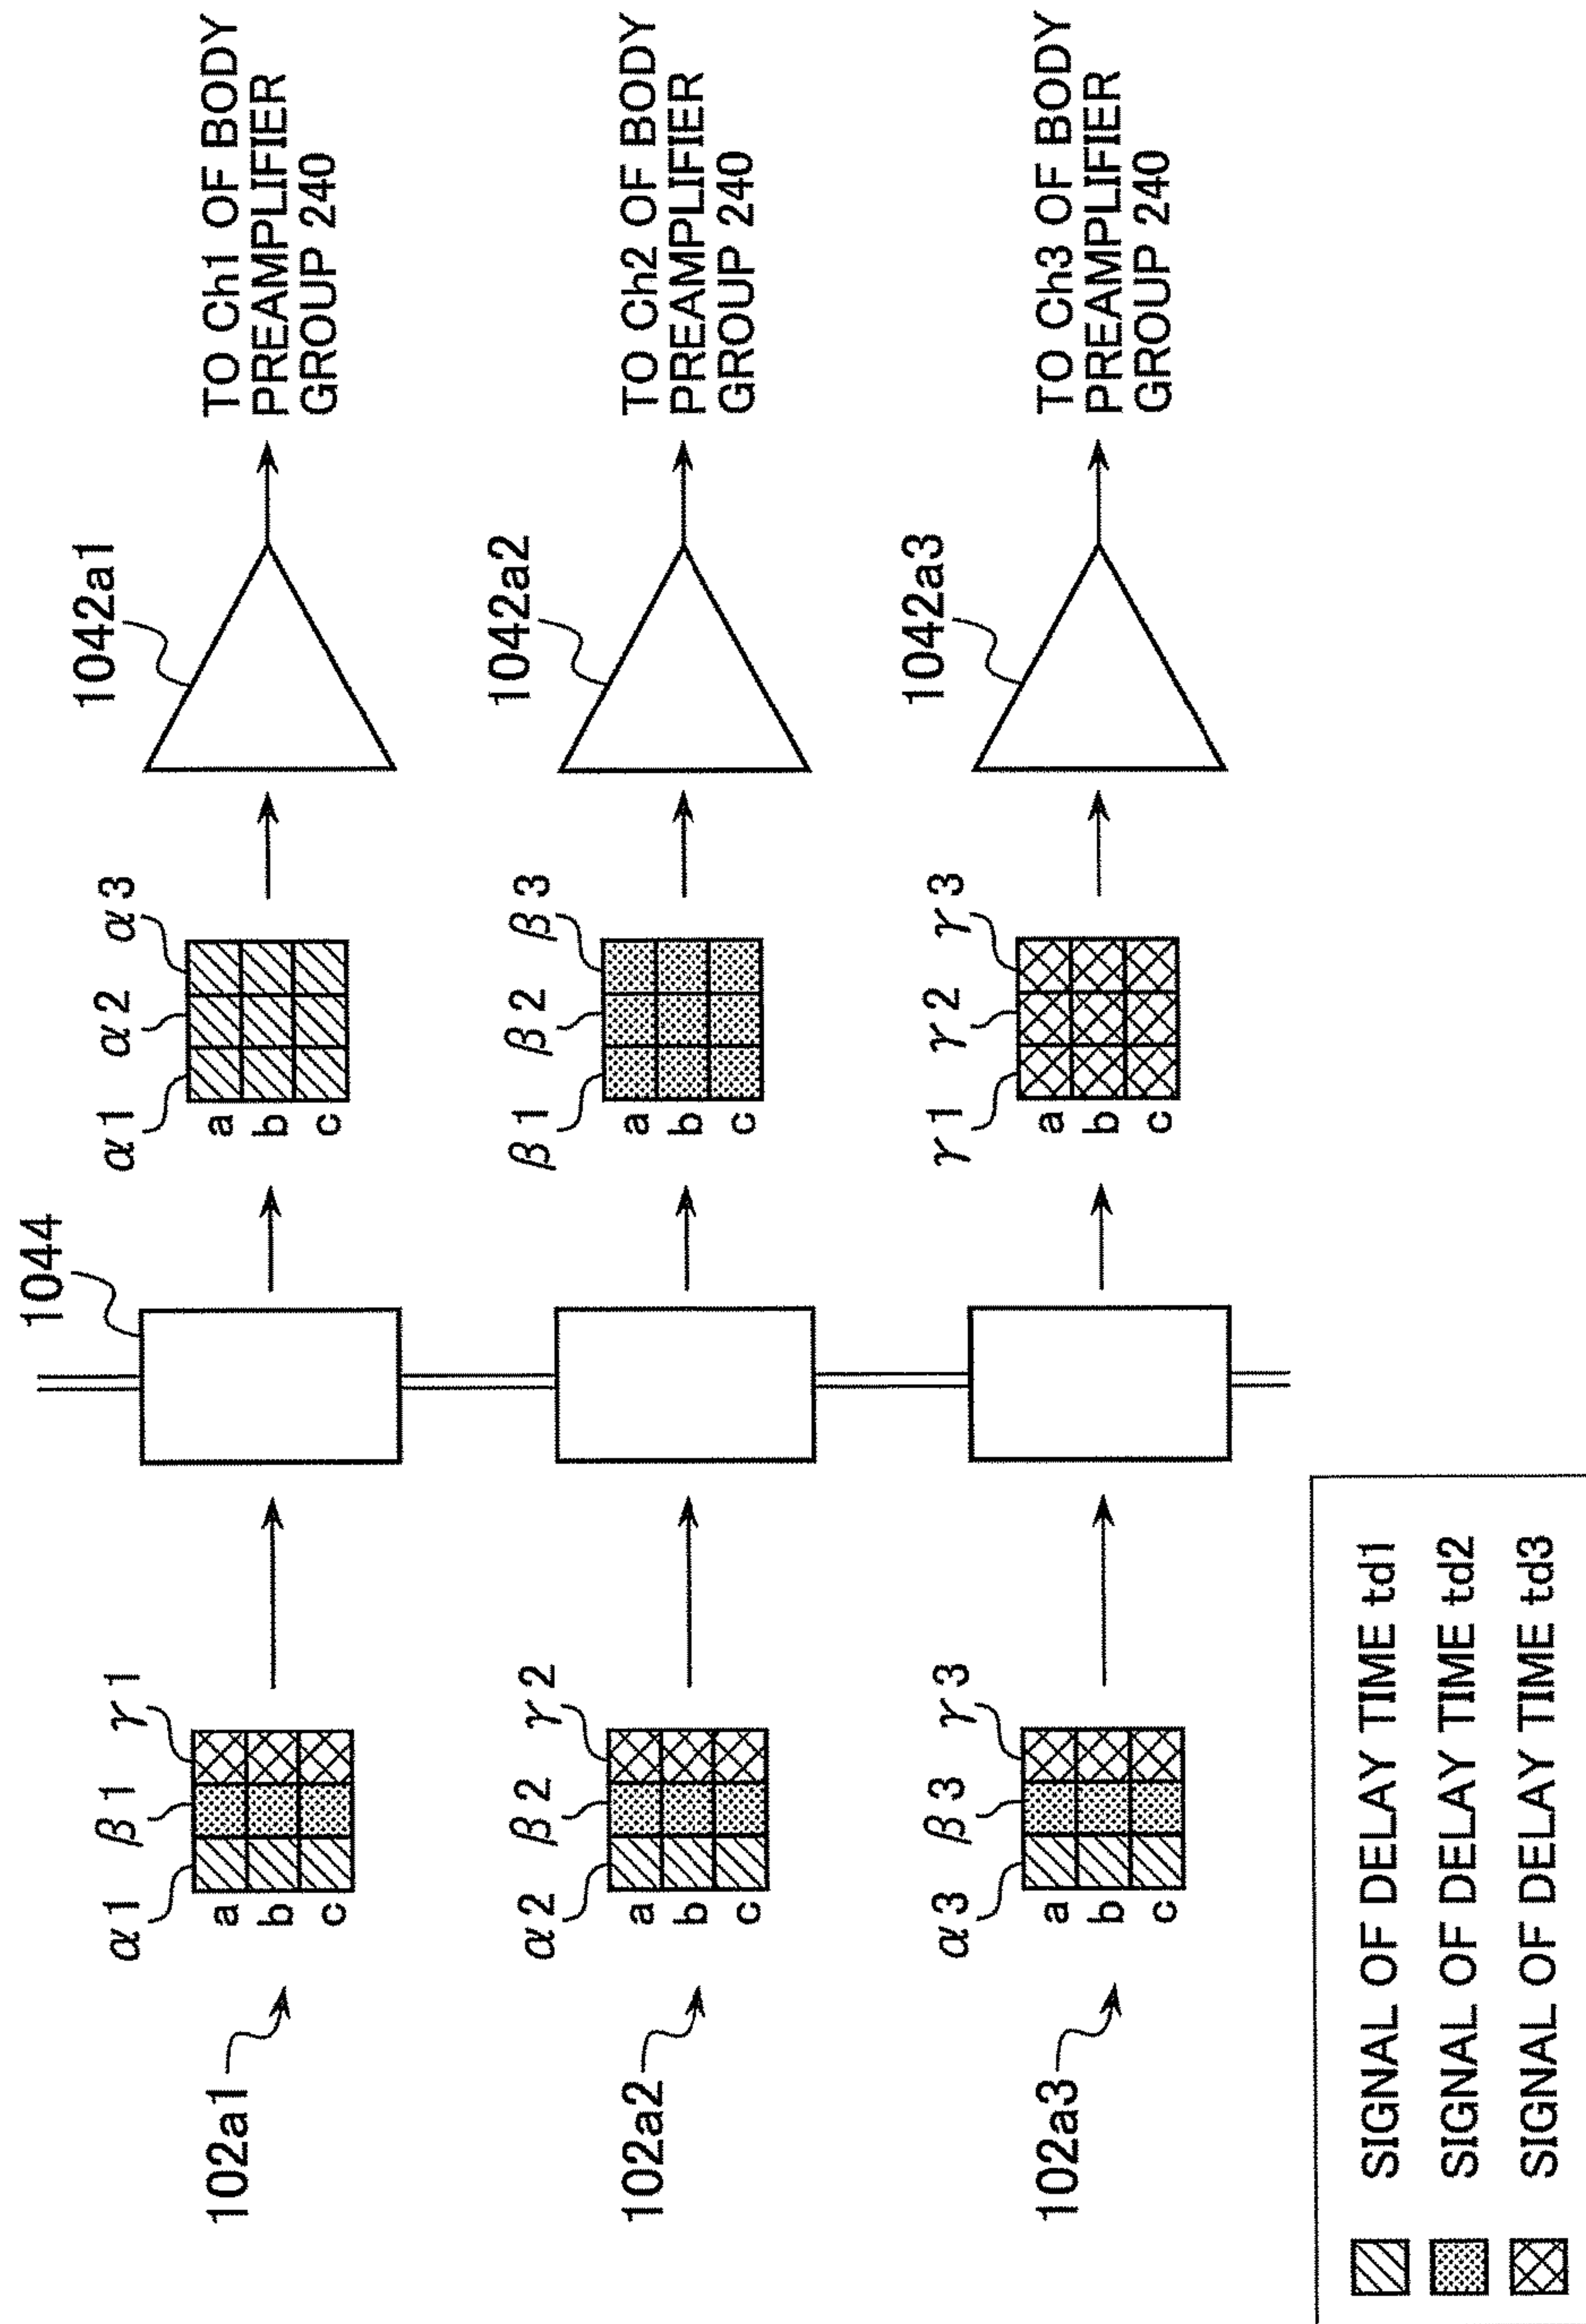 1044
α1 α2 α3
1042a1
TO Ch1 OF BODY
PREAMPLIFIER
GROUP 240
102a1
α1 β1 γ1
a
b
c
a
b
c
β1 β2 β3
1042a2
TO Ch2 OF BODY
PREAMPLIFIER
GROUP 240
102a2
α2 β2 γ2
a
b
c
a
b
c
γ1 γ2 γ3
1042a3
TO Ch3 OF BODY
PREAMPLIFIER
GROUP 240
102a3
α3 β3 γ3
a
b
c
a
b
c
SIGNAL OF DELAY TIME td1
SIGNAL OF DELAY TIME td2
SIGNAL OF DELAY TIME td3